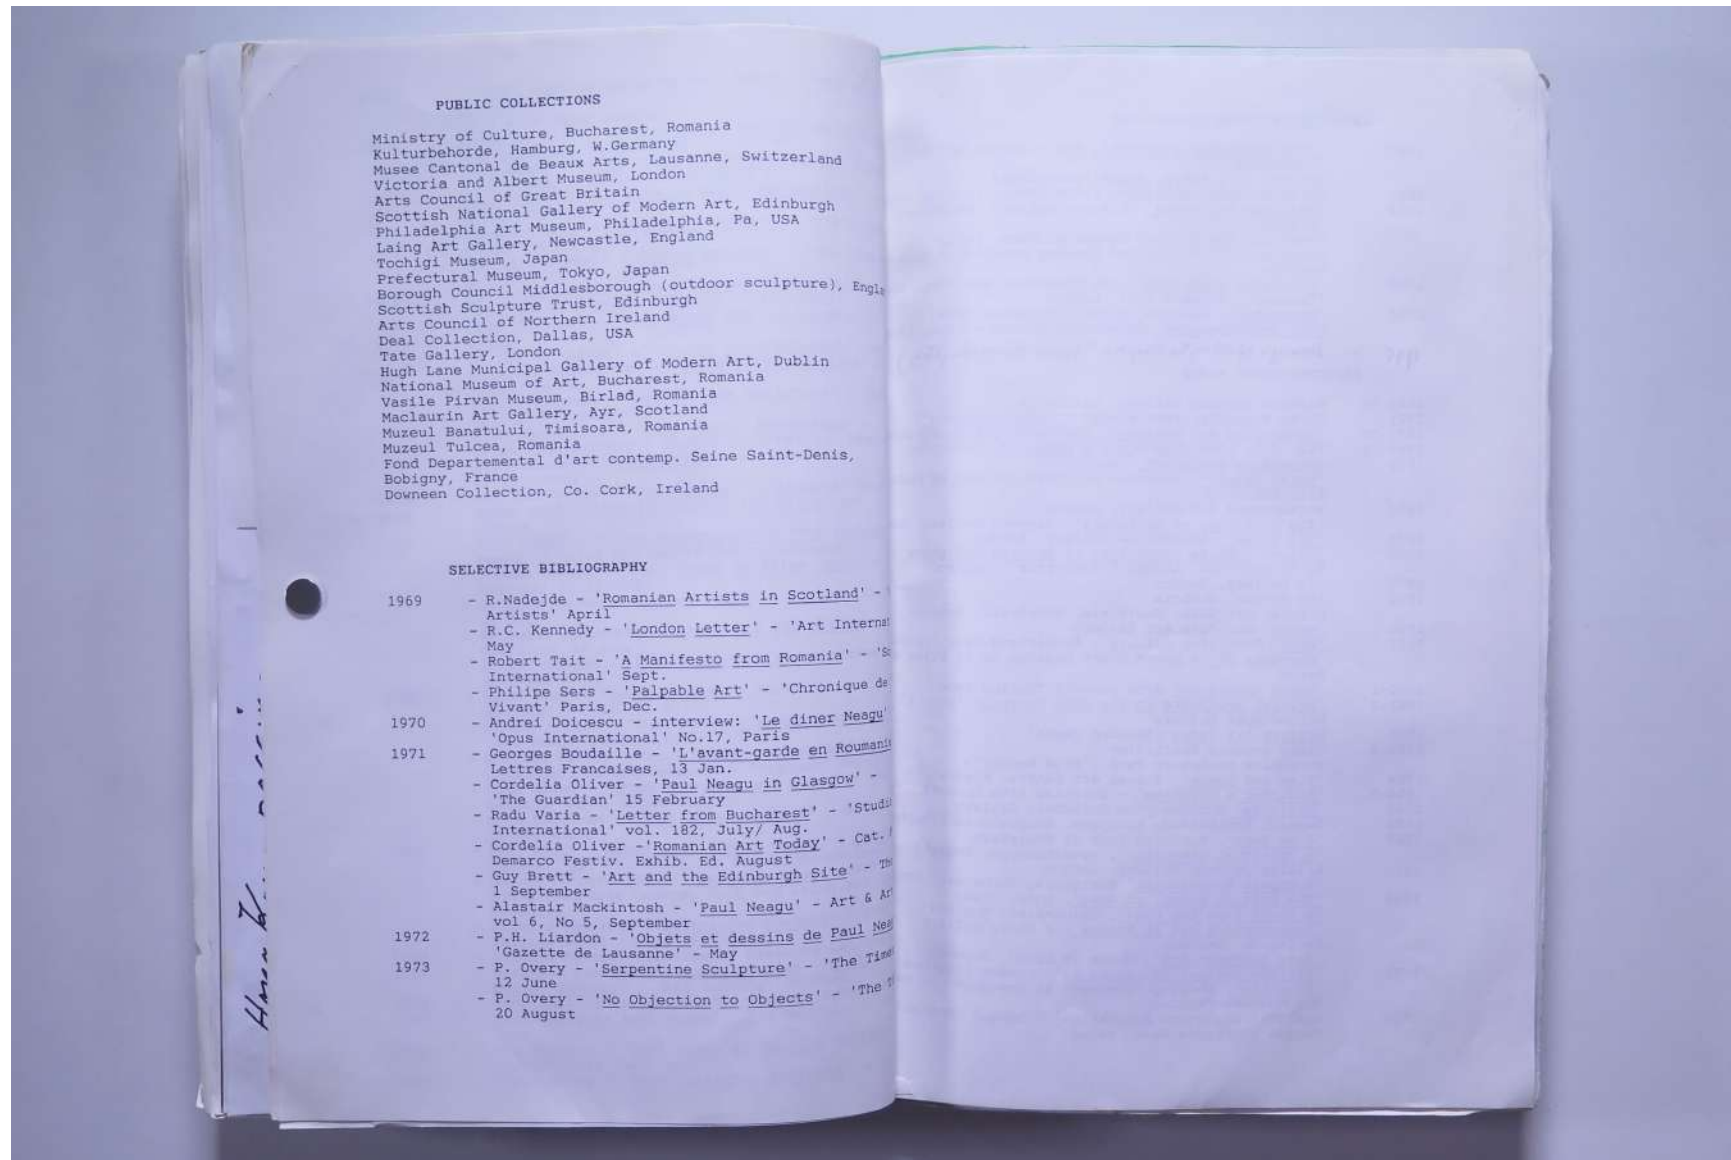 PUBLIC COLLECTIONS
Ministry of Culture, Bucharest, Romania
Kulturbehorde, Hamburg, W.Germany
Musee Cantonal de Beaux Arts, Lausanne, Switzerland
Victoria and Albert Museum, London
Arts Council of Great Britain
Scottish National Gallery of Modern Art, Edinburgh
Philadelphia Art Museum, Philadelphia, Pa, USA
Laing Art Gallery, Newcastle, England
Tochigi Museum, Japan
Prefectural Museum, Tokyo, Japan
Borough Council Middlesborough (outdoor sculpture),
Scottish Sculpture Trust, Edinburgh
Arts Council of Northern Ireland
Deal Collection, Dallas, USA
Tate Gallery, London
Hugh Lane Municipal Gallery of Modern Art, Dublin
National Museum of Art, Bucharest, Romania
Vasile Pirvan Museum, Birlad, Romania
Maclaurin Art Gallery, Ayr, Scotland
Muzeul Banatului, Timisoara, Romania
Muzeul Tulcea, Romania
Fond Departemental d'art contemp. Seine Saint-Denis,
Bobigny, France
Downeen Collection, Co. Cork, Ireland
SELECTIVE BIBLIOGRAPHY
1969 - R.Nadejde - 'Romanian Artists in Scotland' -
Artists' April
- R.C. Kennedy - 'London Letter' - 'Art
May
- Robert Tait - 'A Manifesto from Romania' -
International' Sept.
- Philipe Sers - 'Palpable Art' - 'Chronique de
Vivant' Paris, Dec.
1970 - Andrei Doicescu - interview: 'Le diner Neagu'
'Opus International' No.17, Paris
1971 - Georges Boudaille - 'L'avant-garde en
Lettres Francaises, 13 Jan.
- Cordelia Oliver - 'Paul Neagu in Glasgow' -
'The Guardian' 15 February
- Radu Varia - 'Letter from Bucharest' -
International' vol. 182, July/ Aug.
- Cordelia Oliver -'Romanian Art Today' - Cat.
Demarco Festiv. Exhib. Ed. August
- Guy Brett - 'Art and the Edinburgh Site' -
1 September
- Alastair Mackintosh - 'Paul Neagu' - Art &
vol 6, No 5, September
1972 - P.H. Liardon - 'Objets et dessins de Paul
'Gazette de Lausanne' - May
1973 - P. Overy - 'Serpentine Sculpture' - 'The
12 June
- P. Overy - 'No Objection to Objects' - 'The
20 August